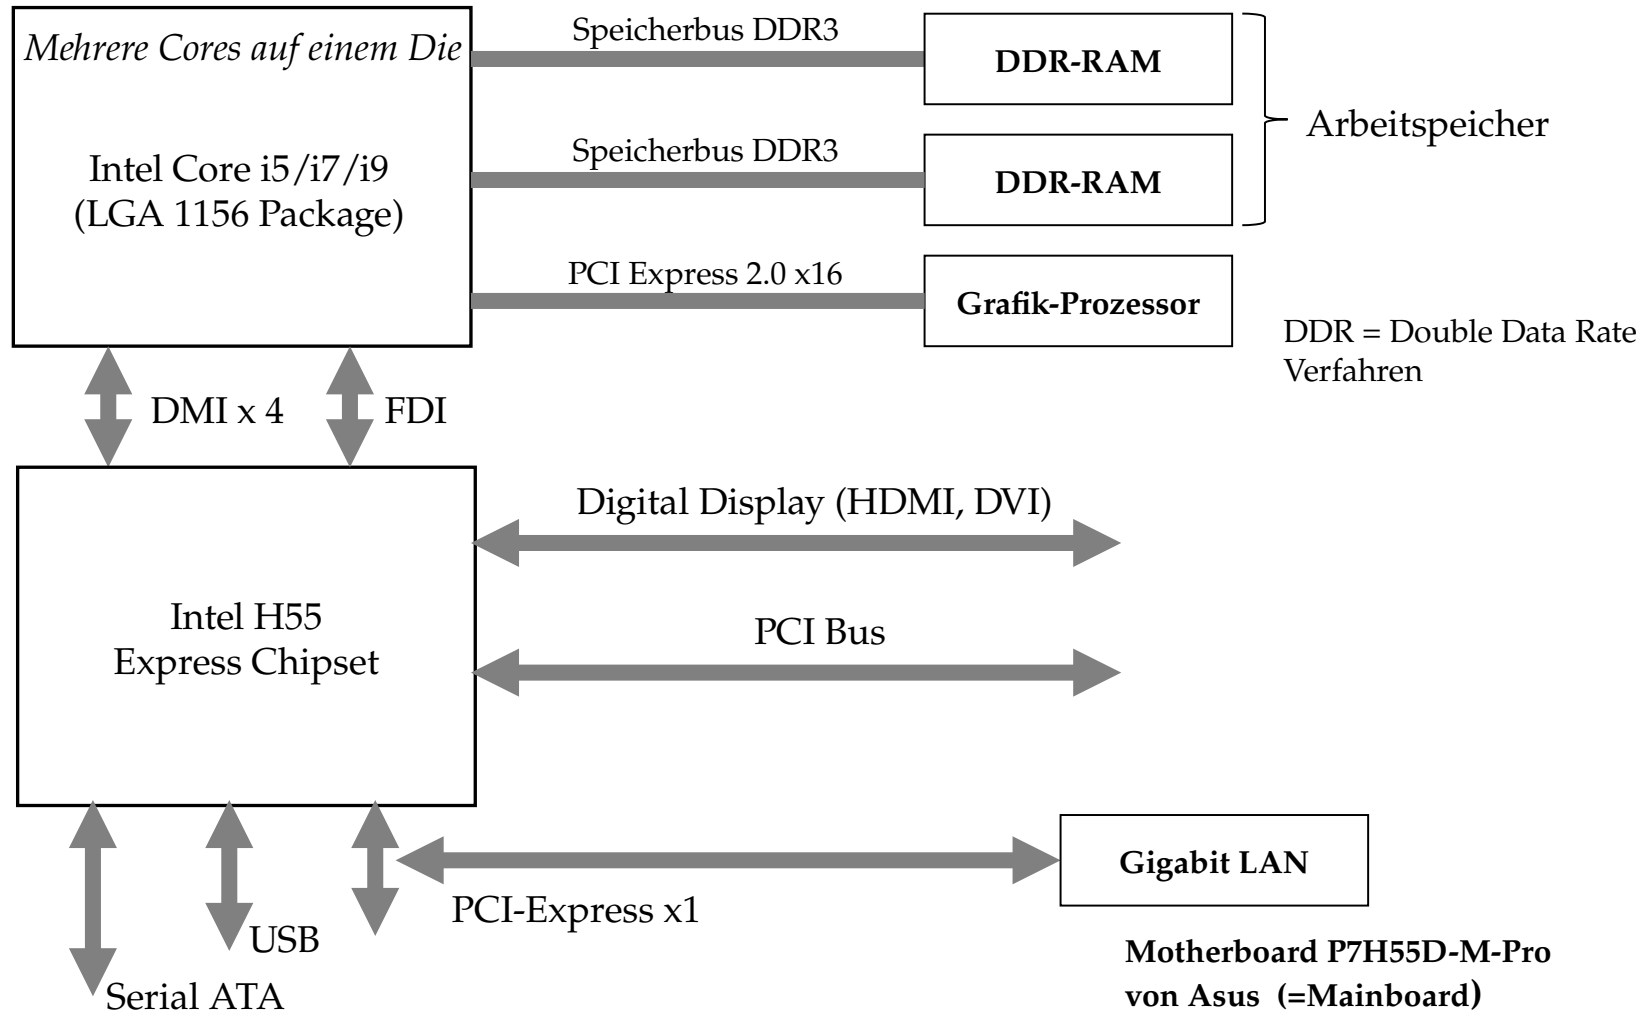 Mehrere Cores auf einem Die
Intel Core i5/i7/i9
(LGA 1156 Package)
Speicherbus DDR3
DDR-RAM
Speicherbus DDR3
DDR-RAM
Arbeitspeicher
PCI Express 2.0 x16
Grafik-Prozessor
DDR = Double Data Rate
Verfahren
DMI x 4
FDI
Digital Display (HDMI, DVI)
Intel H55
Express Chipset
PCI Bus
Gigabit LAN
PCI-Express x1
USB
Serial ATA
Motherboard P7H55D-M-Pro
von Asus (=Mainboard)